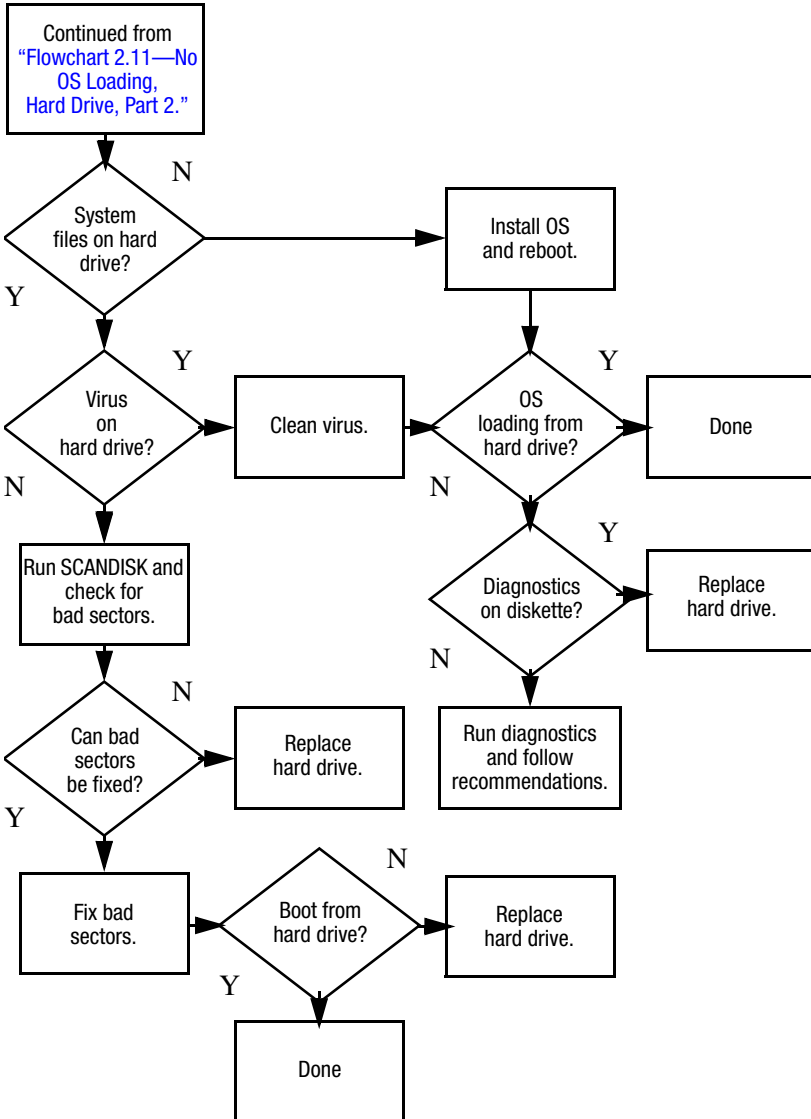 Continued from
“Flowchart 2.11—No
OS Loading,
Hard Drive, Part 2.”
N
System
files on hard
drive?
Install OS
and reboot.
Y
Y
Virus
on
hard drive?
Clean virus.
OS
loading from
hard drive?
Y
Done
N
N
Run SCANDISK and
check for
bad sectors.
Diagnostics
on diskette?
Y
Replace
hard drive.
N
N
Can bad
sectors
be fixed?
Replace
hard drive.
Run diagnostics
and follow
recommendations.
Y
Fix bad
sectors.
Boot from
hard drive?
N
Replace
hard drive.
Y
Done